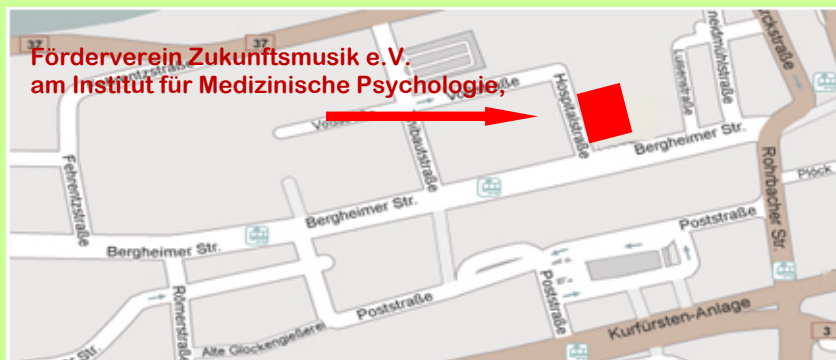 37
37
Förderverein Zukunftsmusik e.V.
am Institut für Medizinische Psychologie,
Hospitalstraße
Luisenstraße
Bergheimer Str.
Rohrbacher Str.
Plöck
Fehrentzstraße
Bergheimer Str.
Bergheimer Str.
Poststraße
Poststraße
Poststraße
Römerstraße
Alte Glockengießerei
Kurfürsten-Anlage
3